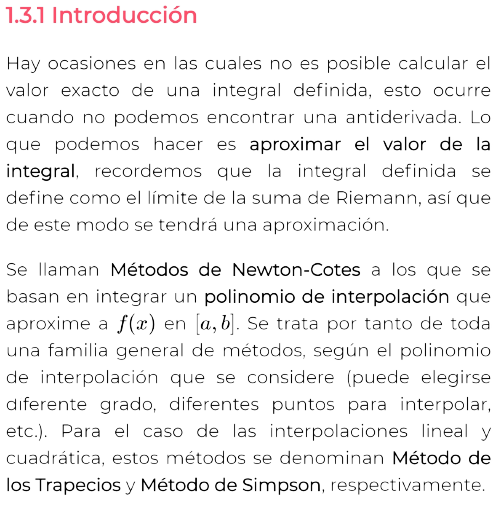 1.3.1 Introducción
Hay ocasiones en las cuales no es posible calcular el
valor exacto de una integral definida, esto ocurre
cuando no podemos encontrar una antiderivada. Lo
que podemos hacer es aproximar el valor de la
integral, recordemos que la integral definida se
define como el límite de la suma de Riemann, así que
de este modo se tendrá una aproximación.
Se llaman Métodos de Newton-Cotes a los que se
basan en integrar un polinomio de interpolación que
aproxime a f(x) en [a, b]. Se trata por tanto de toda
una familia general de métodos, según el polinomio
de interpolación que se considere (puede elegirse
diferente grado, diferentes puntos para interpolar,
etc.). Para el caso de las interpolaciones lineal y
cuadrática, estos métodos se denominan Método de
los Trapecios y Método de Simpson, respectivamente.